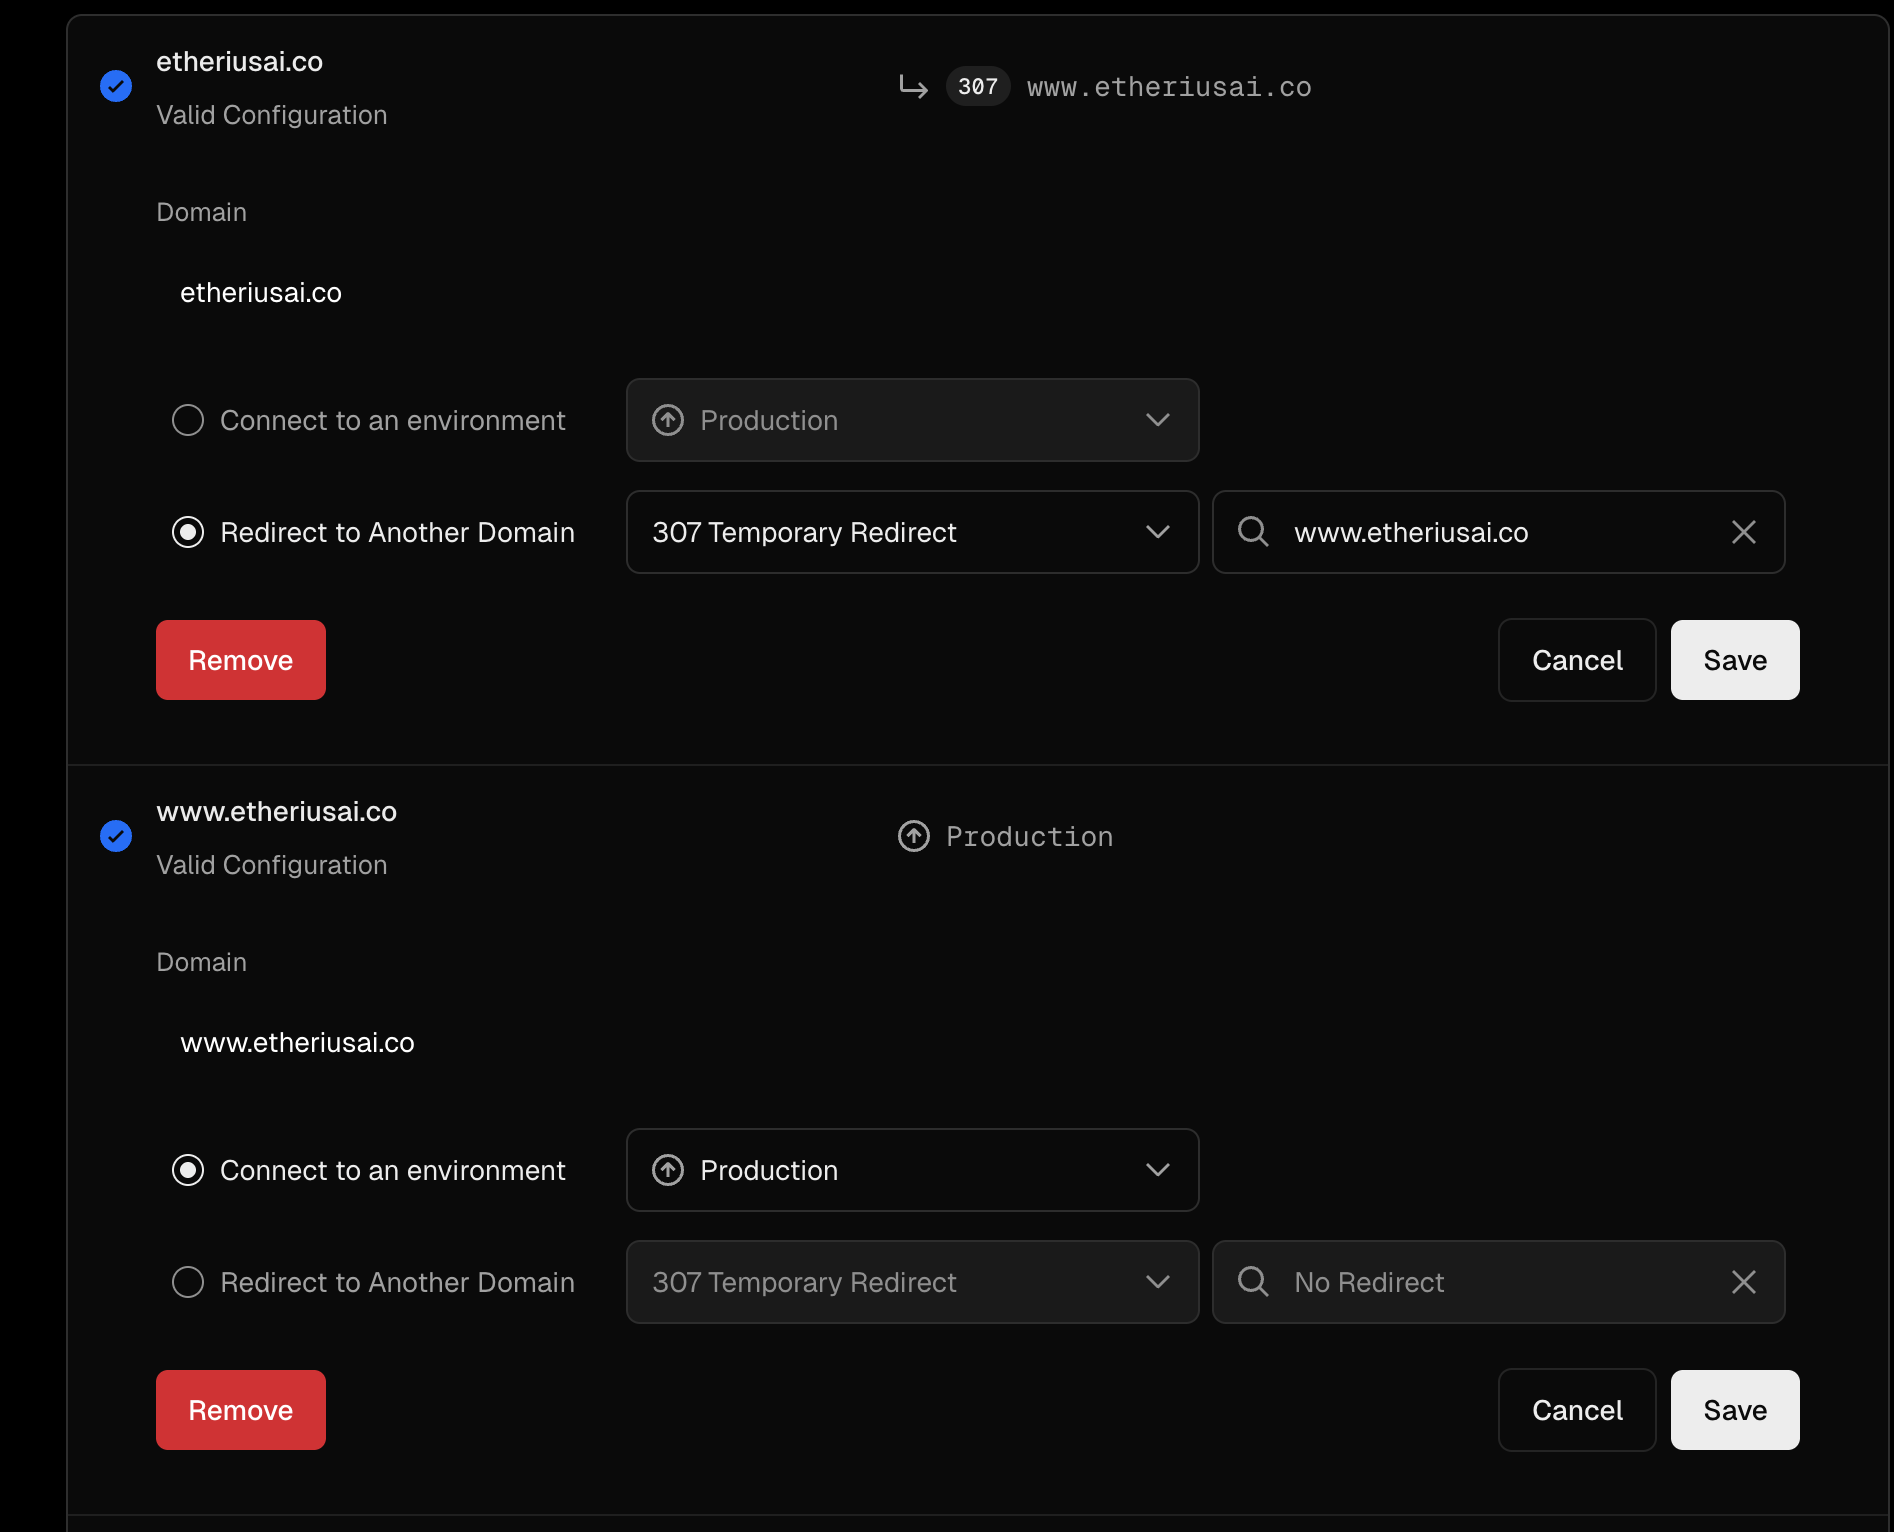 etheriusai.co
Valid Configuration
307 www.etheriusai.co
Domain
etheriusai.co
Connect to an environment
Production
Redirect to Another Domain
307 Temporary Redirect
www.etheriusai.co
Remove
Cancel
Save
www.etheriusai.co
Valid Configuration
Production
Domain
www.etheriusai.co
Connect to an environment
Production
Redirect to Another Domain
307 Temporary Redirect
No Redirect
Remove
Cancel
Save